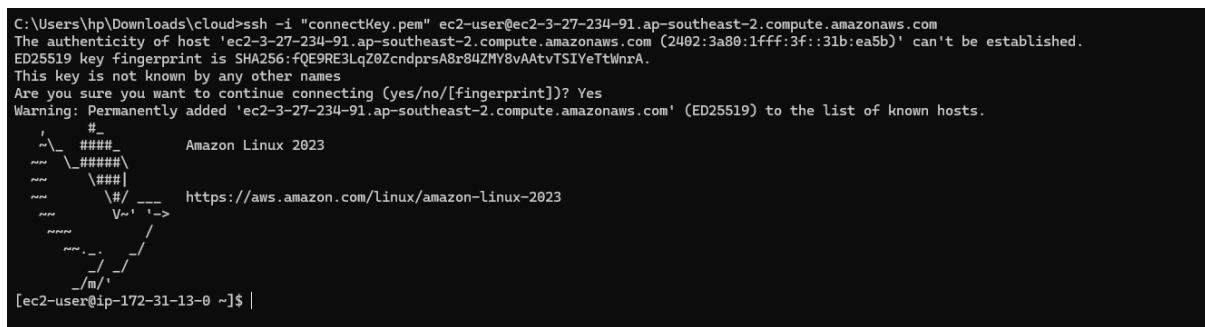 C:\Users\hp\Downloads\cloud>ssh -i "connectKey.pem" ec2-user@ec2-3-27-234-91.ap-southeast-2.compute.amazonaws.com
The authenticity of host 'ec2-3-27-234-91.ap-southeast-2.compute.amazonaws.com (2402:3a80:1fff:3f::31b:ea5b)' can't be established.
ED25519 key fingerprint is SHA256:fQE9RE3LqZ0ZcndprsA8r84ZMY8vAAtvTSIYeTtWnrA.
This key is not known by any other names
Are you sure you want to continue connecting (yes/no/[fingerprint])? Yes
Warning: Permanently added 'ec2-3-27-234-91.ap-southeast-2.compute.amazonaws.com' (ED25519) to the list of known hosts.
   ,     #_
   ~\_  ####_        Amazon Linux 2023
  ~~  \_#####\
  ~~     \###|
  ~~       \#/ ___   https://aws.amazon.com/linux/amazon-linux-2023
   ~~       V~' '->
    ~~~         /
      ~~._.   _/
         _/ _/
       _/m/'
[ec2-user@ip-172-31-13-0 ~]$